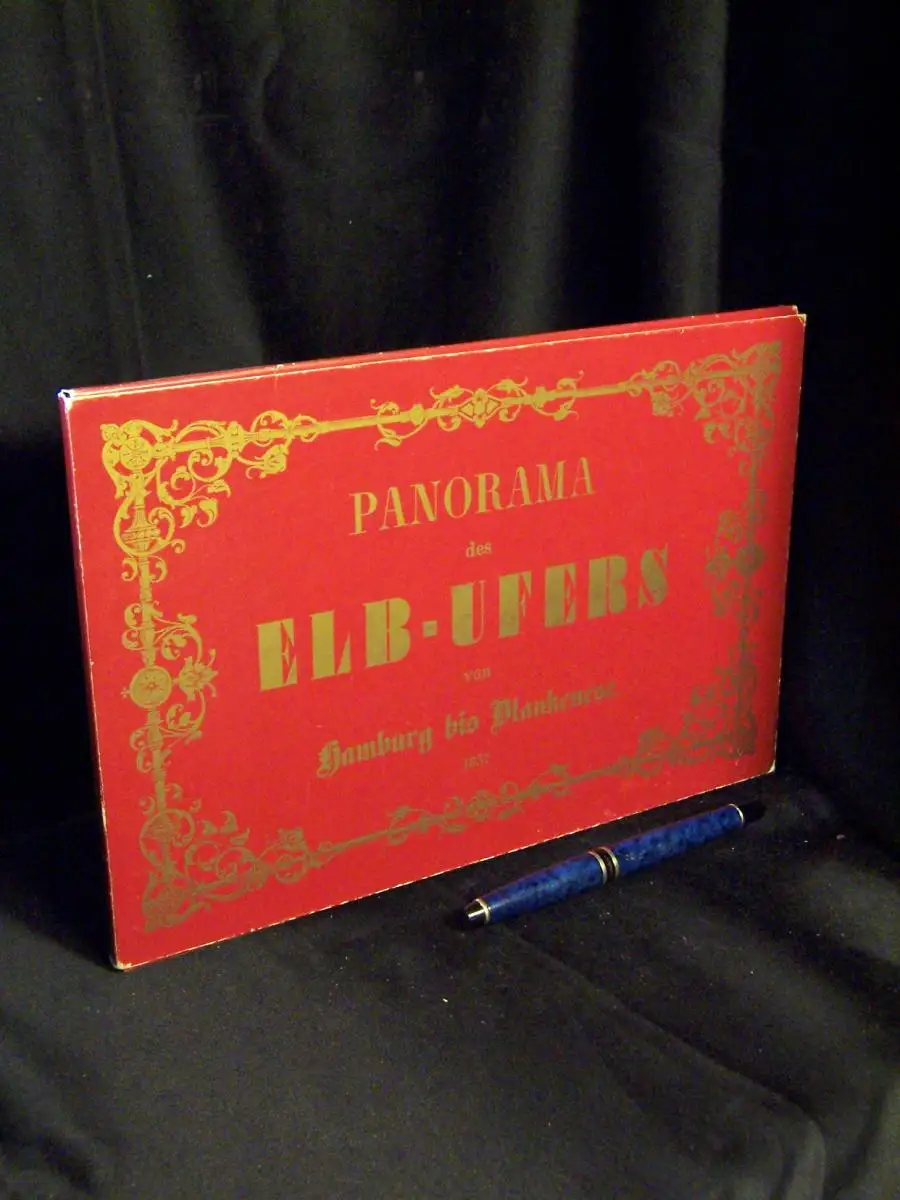 PANORAMA
des
ELB-UFERS
von
Hamburg bis Blankenese